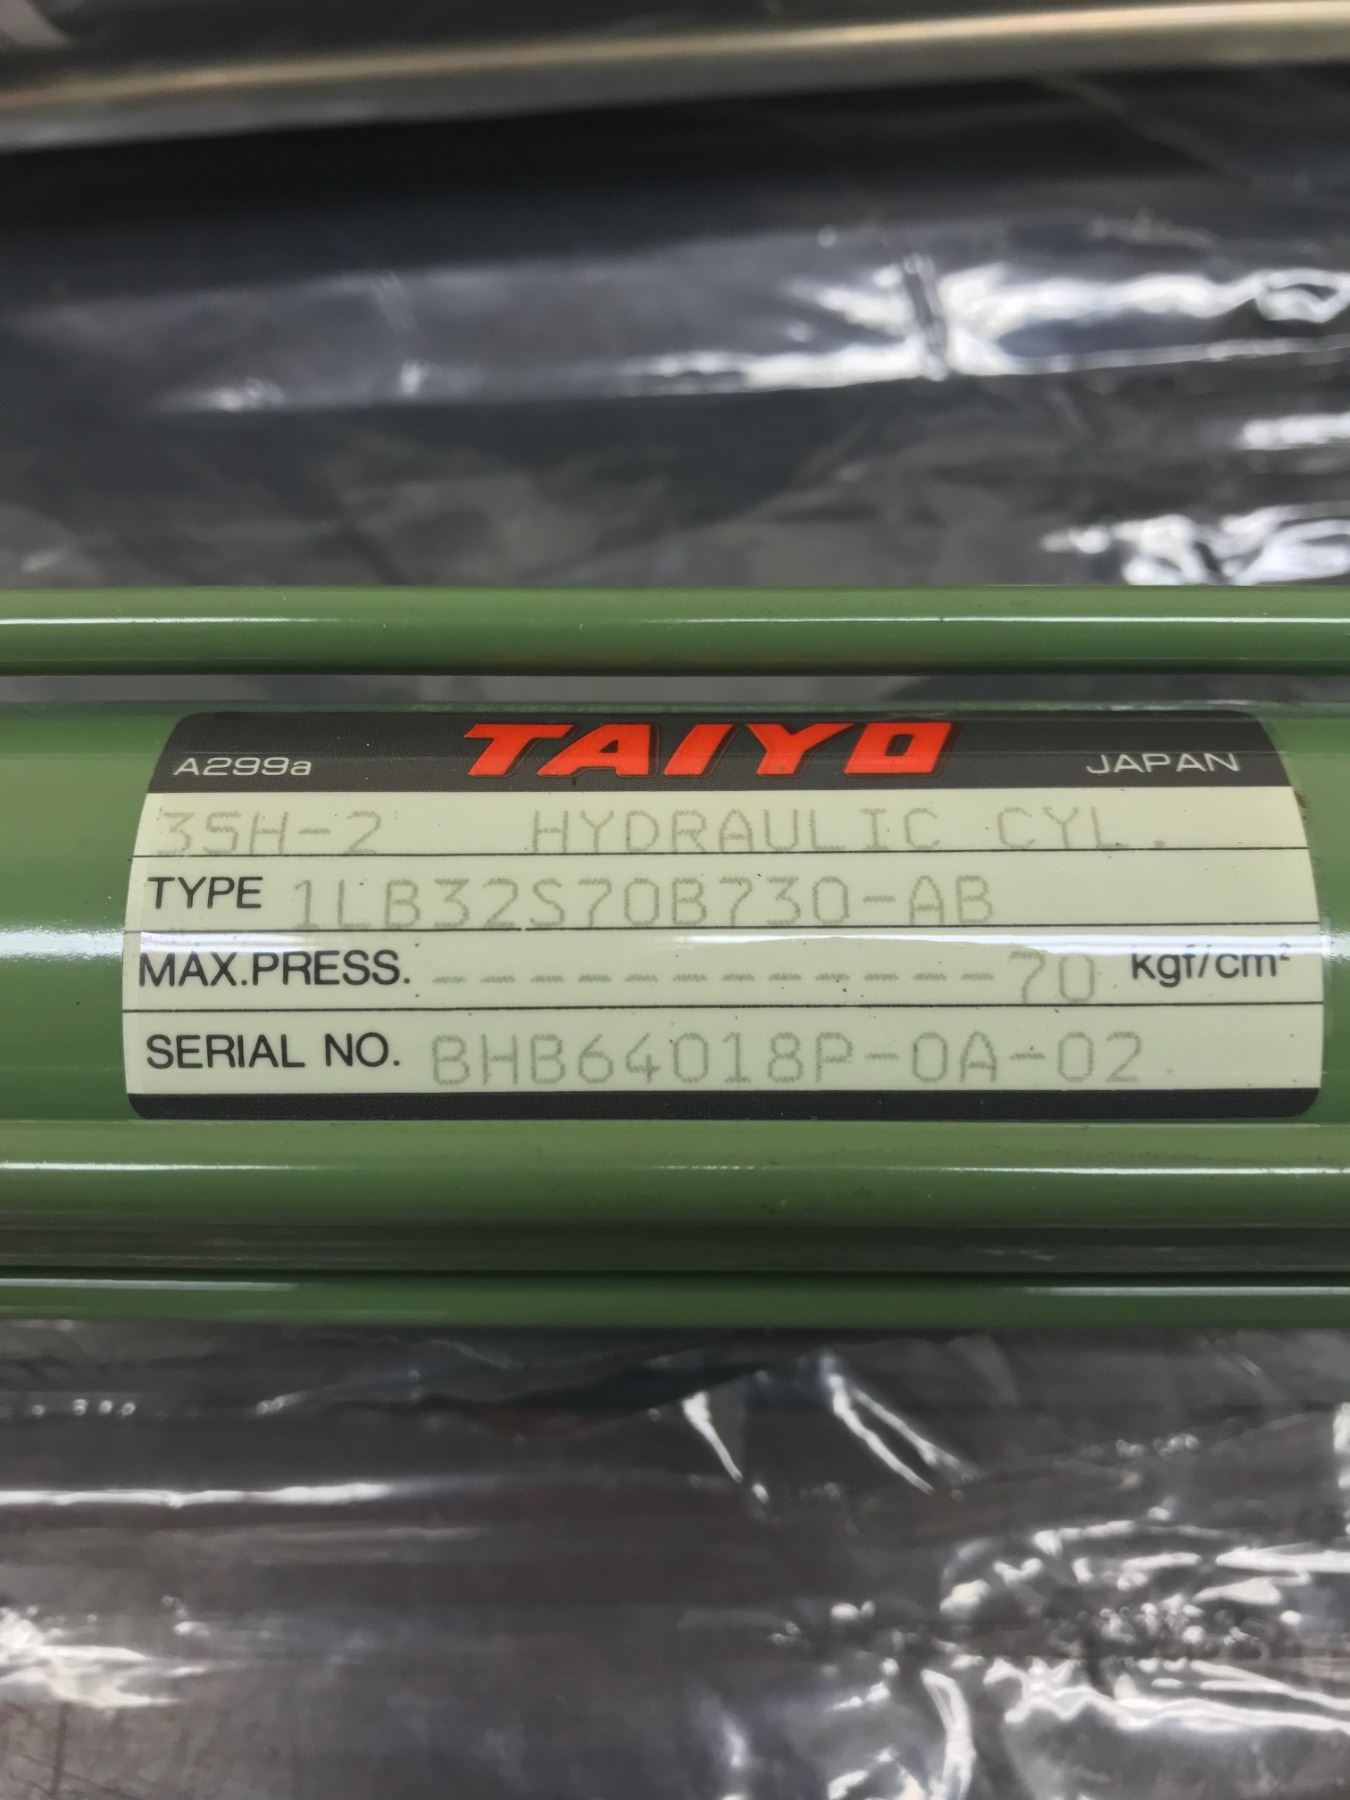 A299a TAIYO JAPAN
3SH-2 HYDRAULIC CYL.
TYPE 1LB32S70B730-AB
MAX.PRESS. ------------70 kgf/cm²
SERIAL NO. BHB64018P-0A-02